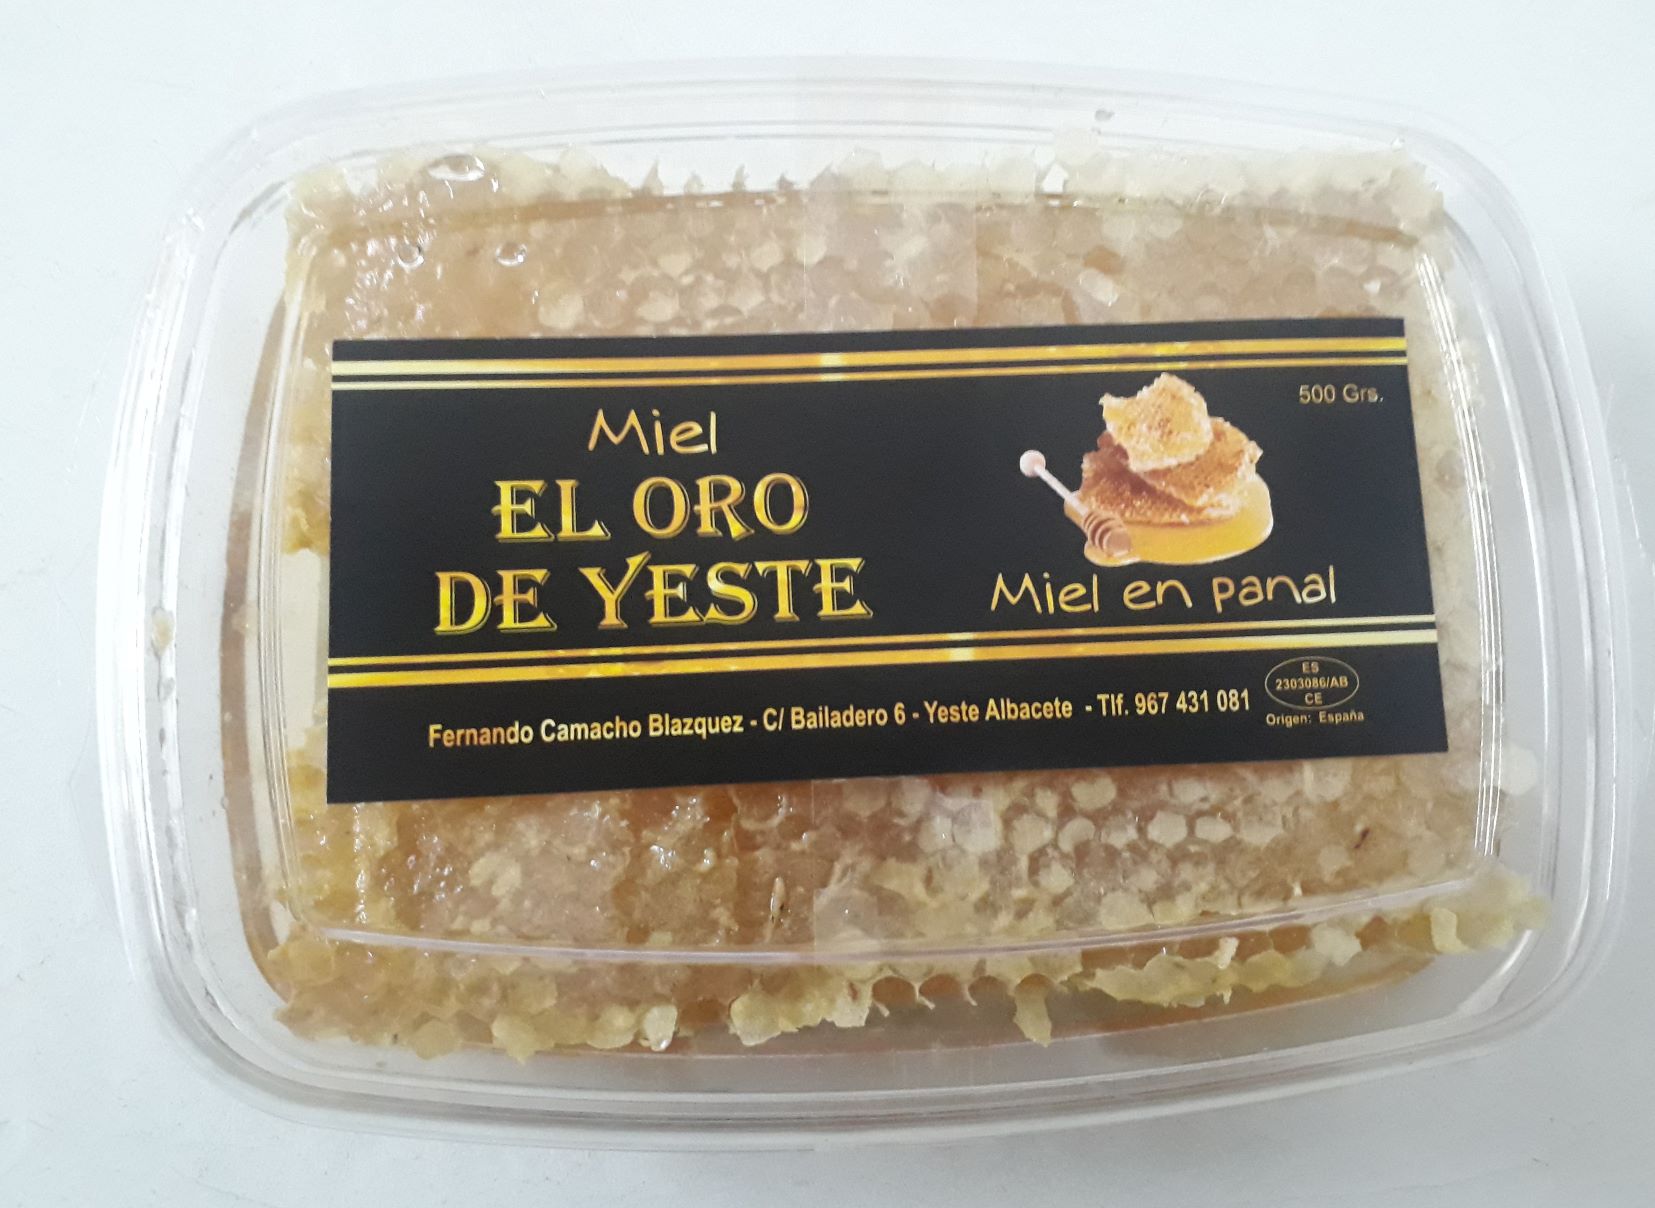 Miel
EL ORO
DE YESTE
500 Grs.
Miel en panal
Fernando Camacho Blazquez - C/ Bailadero 6 - Yeste Albacete - Tlf. 967 431 081
ES
2303086/AB
CE
Origen: España